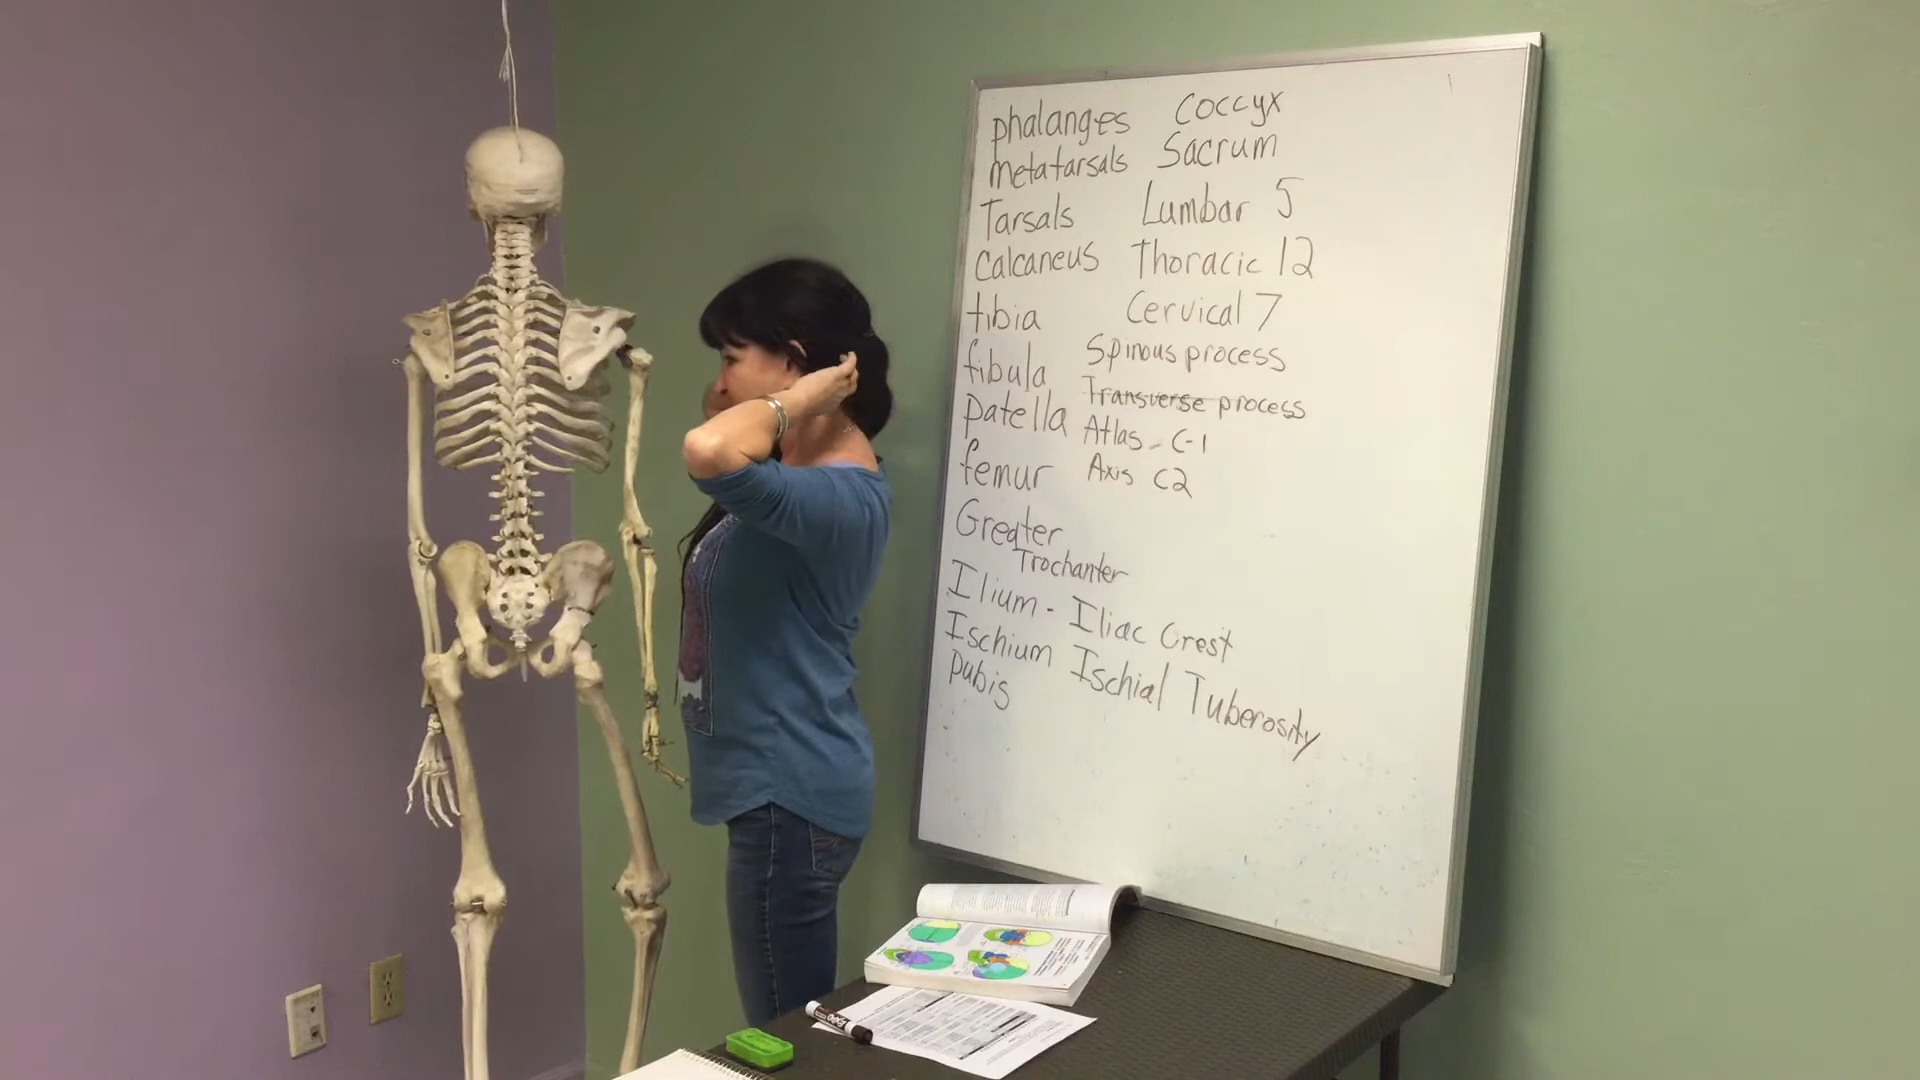 phalanges
metatarsals
Tarsals
Calcaneus
tibia
fibula
patella
femur
Greater
Trochanter
Ilium - Iliac Crest
Ischium Ischial Tuberosity
pubis
Coccyx
Sacrum
Lumbar 5
Thoracic 12
Cervical 7
Spinous process
Transverse process
Atlas - C-1
Axis C2
EXPO